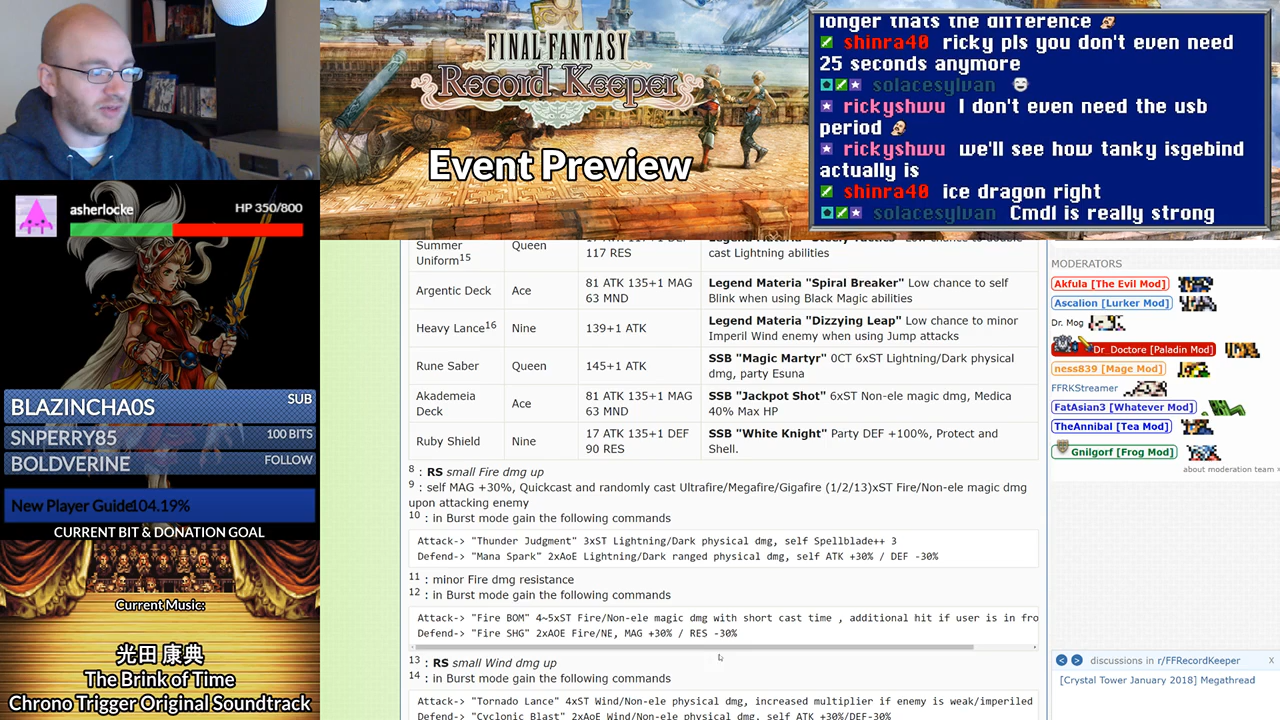 FINAL FANTASY
Record Keeper
Event Preview
longer thats the difference
shinra40 ricky pls you don't even need
25 seconds anymore
solacesylvan
rickyshwu I don't even need the usb
period
rickyshwu we'll see how tanky isgebind
actually is
shinra40 ice dragon right
solacesylvan Cmdl is really strong
asherlocke HP 350/800
BLAZINCHA0S SUB
SNPERRY85 100 BITS
BOLDVERINE FOLLOW
New Player Guide 104.19%
CURRENT BIT & DONATION GOAL
Current Music:
光田 康典
The Brink of Time
Chrono Trigger Original Soundtrack
Summer
Uniform15 Queen 117 RES cast Lightning abilities
Argentic Deck Ace 81 ATK 135+1 MAG
63 MND Legend Materia "Spiral Breaker" Low chance to self
Blink when using Black Magic abilities
Heavy Lance16 Nine 139+1 ATK Legend Materia "Dizzying Leap" Low chance to minor
Imperil Wind enemy when using Jump attacks
Rune Saber Queen 145+1 ATK SSB "Magic Martyr" 0CT 6xST Lightning/Dark physical
dmg, party Esuna
Akademeia
Deck Ace 81 ATK 135+1 MAG
63 MND SSB "Jackpot Shot" 6xST Non-ele magic dmg, Medica
40% Max HP
Ruby Shield Nine 17 ATK 135+1 DEF
90 RES SSB "White Knight" Party DEF +100%, Protect and
Shell.
8 : RS small Fire dmg up
9 : self MAG +30%, Quickcast and randomly cast Ultrafire/Megafire/Gigafire (1/2/13)xST Fire/Non-ele magic dmg
upon attacking enemy
10 : in Burst mode gain the following commands
Attack-> "Thunder Judgment" 3xST Lightning/Dark physical dmg, self Spellblade++ 3
Defend-> "Mana Spark" 2xAoE Lightning/Dark ranged physical dmg, self ATK +30% / DEF -30%
11 : minor Fire dmg resistance
12 : in Burst mode gain the following commands
Attack-> "Fire BOM" 4~5xST Fire/Non-ele magic dmg with short cast time , additional hit if user is in fro
Defend-> "Fire SHG" 2xAOE Fire/NE, MAG +30% / RES -30%
13 : RS small Wind dmg up
14 : in Burst mode gain the following commands
Attack-> "Tornado Lance" 4xST Wind/Non-ele physical dmg, increased multiplier if enemy is weak/imperiled
Defend-> "Cyclonic Blast" 2xAoE Wind/Non-ele physical dmg, self ATK +30%/DEF-30%
MODERATORS
Akfula [The Evil Mod]
Ascalion [Lurker Mod]
Dr. Mog
Dr_Doctore [Paladin Mod]
ness839 [Mage Mod]
FFRKStreamer
FatAsian3 [Whatever Mod]
TheAnnibal [Tea Mod]
Gnilgorf [Frog Mod]
about moderation team »
< > discussions in r/FFRecordKeeper X
[Crystal Tower January 2018] Megathread